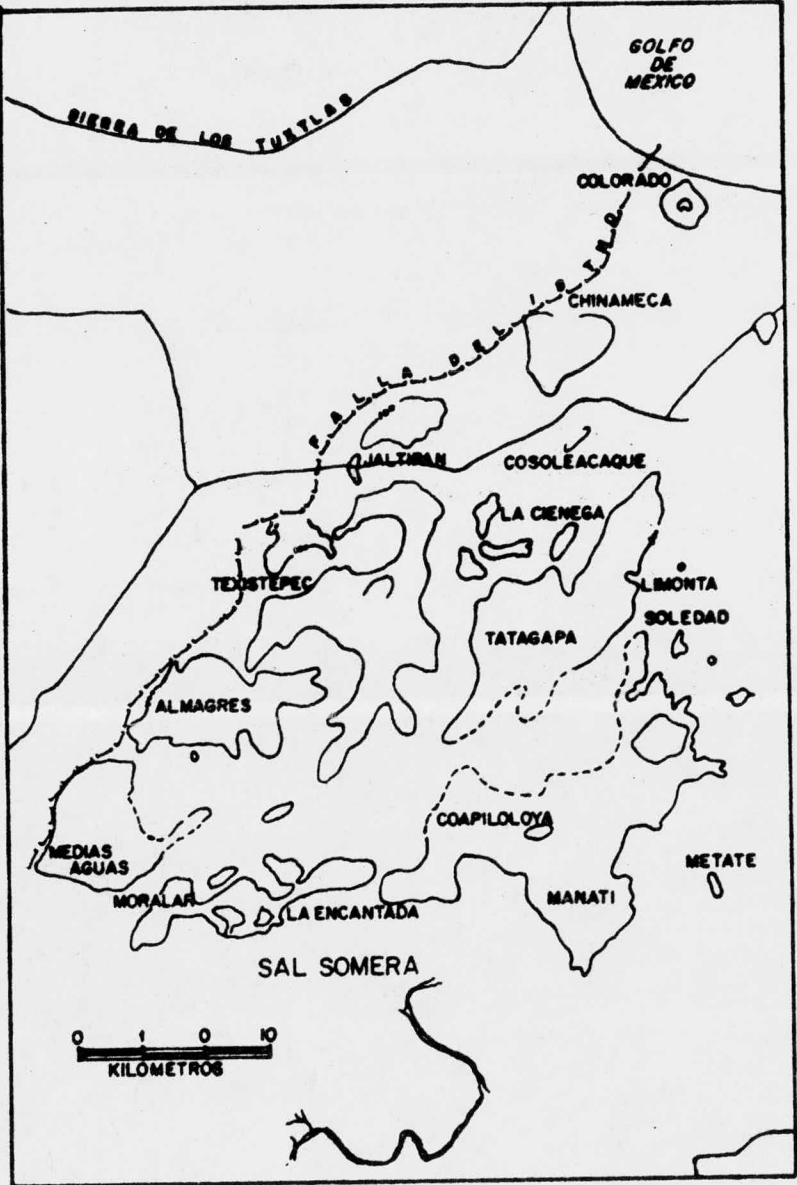 GOLFO
DE
MEXICO
SIERRA DE LOS TUXTLAS
COLORADO
FALLA DEL ISTMO
CHINAMECA
JALTIPAN
COSOLEACAQUE
LA CIENEGA
TEXISTEPEC
LIMONTA
SOLEDAD
TATAGAPA
ALMAGRES
COAPILOLOYA
MEDIAS
AGUAS
METATE
MORALAR
MANATI
LA ENCANTADA
SAL SOMERA
0 1 0 10
KILOMETROS